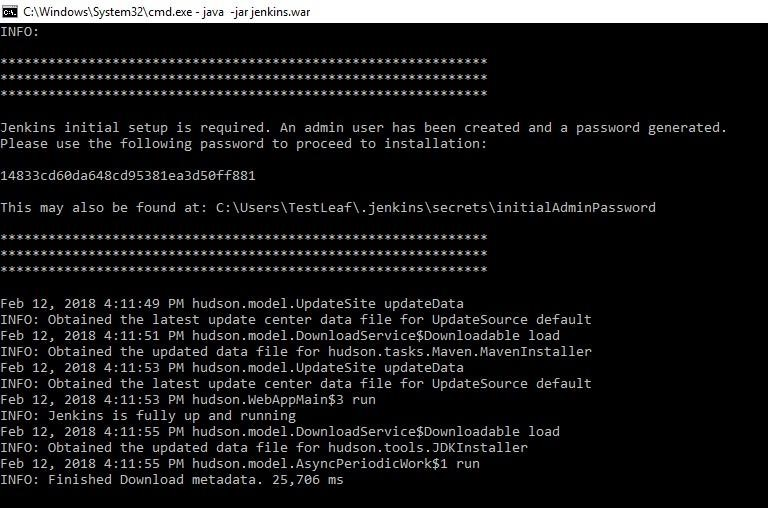 C:\Windows\System32\cmd.exe - java -jar jenkins.war
INFO:
*************************************************************
*************************************************************
*************************************************************
Jenkins initial setup is required. An admin user has been created and a password generated.
Please use the following password to proceed to installation:
14833cd60da648cd95381ea3d50ff881
This may also be found at: C:\Users\TestLeaf\.jenkins\secrets\initialAdminPassword
*************************************************************
*************************************************************
*************************************************************
Feb 12, 2018 4:11:49 PM hudson.model.UpdateSite updateData
INFO: Obtained the latest update center data file for UpdateSource default
Feb 12, 2018 4:11:51 PM hudson.model.DownloadService$Downloadable load
INFO: Obtained the updated data file for hudson.tasks.Maven.MavenInstaller
Feb 12, 2018 4:11:53 PM hudson.model.UpdateSite updateData
INFO: Obtained the latest update center data file for UpdateSource default
Feb 12, 2018 4:11:53 PM hudson.WebAppMain$3 run
INFO: Jenkins is fully up and running
Feb 12, 2018 4:11:55 PM hudson.model.DownloadService$Downloadable load
INFO: Obtained the updated data file for hudson.tools.JDKInstaller
Feb 12, 2018 4:11:55 PM hudson.model.AsyncPeriodicWork$1 run
INFO: Finished Download metadata. 25,706 ms